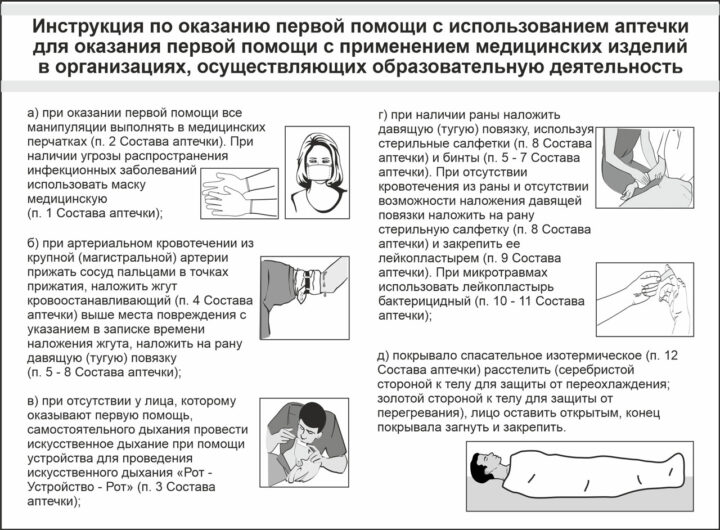 Инструкция по оказанию первой помощи с использованием аптечки
для оказания первой помощи с применением медицинских изделий
в организациях, осуществляющих образовательную деятельность
а) при оказании первой помощи все
манипуляции выполнять в медицинских
перчатках (п. 2 Состава аптечки). При
наличии угрозы распространения
инфекционных заболеваний
использовать маску
медицинскую
(п. 1 Состава аптечки);
б) при артериальном кровотечении из
крупной (магистральной) артерии
прижать сосуд пальцами в точках
прижатия, наложить жгут
кровоостанавливающий (п. 4 Состава
аптечки) выше места повреждения с
указанием в записке времени
наложения жгута, наложить на рану
давящую (тугую) повязку
(п. 5 - 8 Состава аптечки);
в) при отсутствии у лица, которому
оказывают первую помощь,
самостоятельного дыхания провести
искусственное дыхание при помощи
устройства для проведения
искусственного дыхания «Рот -
Устройство - Рот» (п. 3 Состава
аптечки);
г) при наличии раны наложить
давящую (тугую) повязку, используя
стерильные салфетки (п. 8 Состава
аптечки) и бинты (п. 5 - 7 Состава
аптечки). При отсутствии
кровотечения из раны и отсутствии
возможности наложения давящей
повязки наложить на рану
стерильную салфетку (п. 8 Состава
аптечки) и закрепить ее
лейкопластырем (п. 9 Состава
аптечки). При микротравмах
использовать лейкопластырь
бактерицидный (п. 10 - 11 Состава
аптечки);
д) покрывало спасательное изотермическое (п. 12
Состава аптечки) расстелить (серебристой
стороной к телу для защиты от переохлаждения;
золотой стороной к телу для защиты от
перегревания), лицо оставить открытым, конец
покрывала загнуть и закрепить.